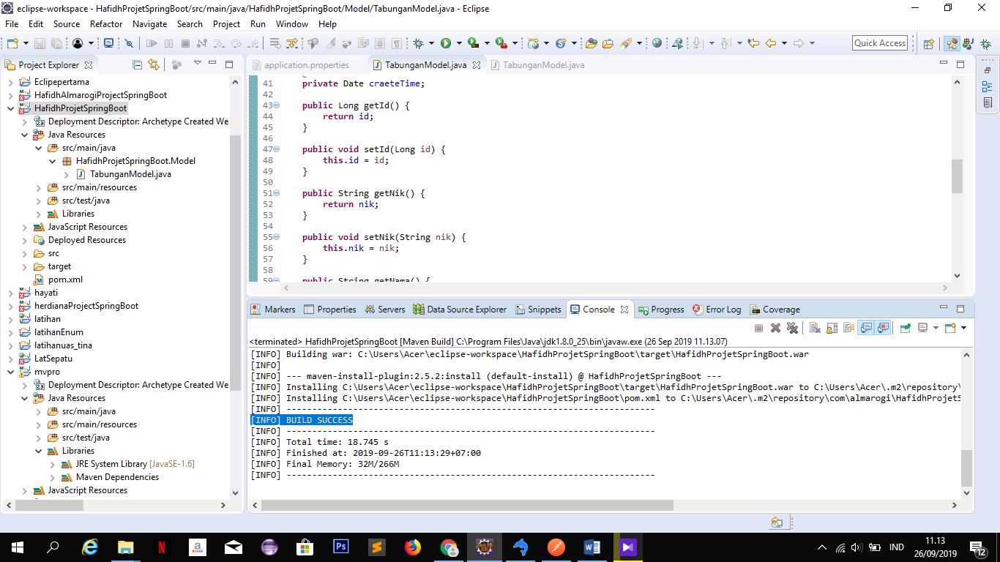 eclipse-workspace - HafidhProjetSpringBoot/src/main/java/HafidhProjetSpringBoot/Model/TabunganModel.java - Eclipse
File Edit Source Refactor Navigate Search Project Run Window Help
Quick Access
Project Explorer
Eclipepertama
HafidhAlmarogiProjectSpringBoot
HafidhProjetSpringBoot
Deployment Descriptor: Archetype Created We
Java Resources
src/main/java
HafidhProjetSpringBoot.Model
TabunganModel.java
src/main/resources
src/test/java
Libraries
JavaScript Resources
Deployed Resources
src
target
pom.xml
hayati
herdianaProjectSpringBoot
latihan
latihanEnum
latihanuas_tina
LatSepatu
mvpro
Deployment Descriptor: Archetype Created We
Java Resources
src/main/java
src/main/resources
src/test/java
Libraries
JRE System Library [JavaSE-1.6]
Maven Dependencies
JavaScript Resources
application.properties TabunganModel.java TabunganModel.java
41 private Date craeteTime;
42
43 public Long getId() {
44 return id;
45 }
46
47 public void setId(Long id) {
48 this.id = id;
49 }
50
51 public String getNik() {
52 return nik;
53 }
54
55 public void setNik(String nik) {
56 this.nik = nik;
57 }
58
59 public String getNama() {
Markers Properties Servers Data Source Explorer Snippets Console Progress Error Log Coverage
<terminated> HafidhProjetSpringBoot [Maven Build] C:\Program Files\Java\jdk1.8.0_25\bin\javaw.exe (26 Sep 2019 11.13.07)
[INFO] Building war: C:\Users\Acer\eclipse-workspace\HafidhProjetSpringBoot\target\HafidhProjetSpringBoot.war
[INFO]
[INFO] --- maven-install-plugin:2.5.2:install (default-install) @ HafidhProjetSpringBoot ---
[INFO] Installing C:\Users\Acer\eclipse-workspace\HafidhProjetSpringBoot\target\HafidhProjetSpringBoot.war to C:\Users\Acer\.m2\repository\
[INFO] Installing C:\Users\Acer\eclipse-workspace\HafidhProjetSpringBoot\pom.xml to C:\Users\Acer\.m2\repository\com\almarogi\HafidhProjetS
[INFO] ------------------------------------------------------------------------
[INFO] BUILD SUCCESS
[INFO] ------------------------------------------------------------------------
[INFO] Total time: 18.745 s
[INFO] Finished at: 2019-09-26T11:13:29+07:00
[INFO] Final Memory: 32M/266M
[INFO] ------------------------------------------------------------------------
IND
11.13
26/09/2019
12